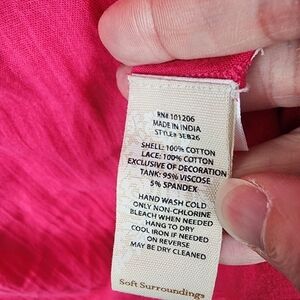 RN# 101206
MADE IN INDIA
STYLE# 3EB26
SHELL: 100% COTTON
LACE: 100% COTTON
EXCLUSIVE OF DECORATION
TANK: 95% VISCOSE
5% SPANDEX
HAND WASH COLD
ONLY NON-CHLORINE
BLEACH WHEN NEEDED
HANG TO DRY
COOL IRON IF NEEDED
ON REVERSE
MAY BE DRY CLEANED
Soft Surroundings